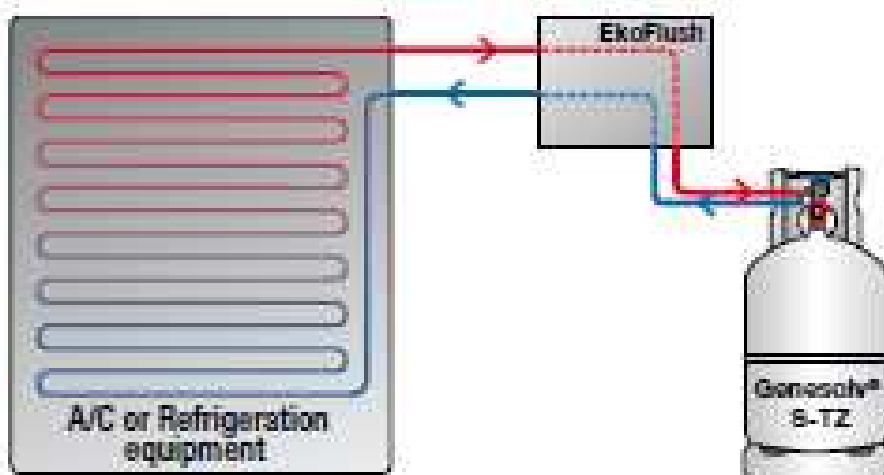 EkoFlush
Genesolv®
S-TZ
A/C or Refrigeration
equipment